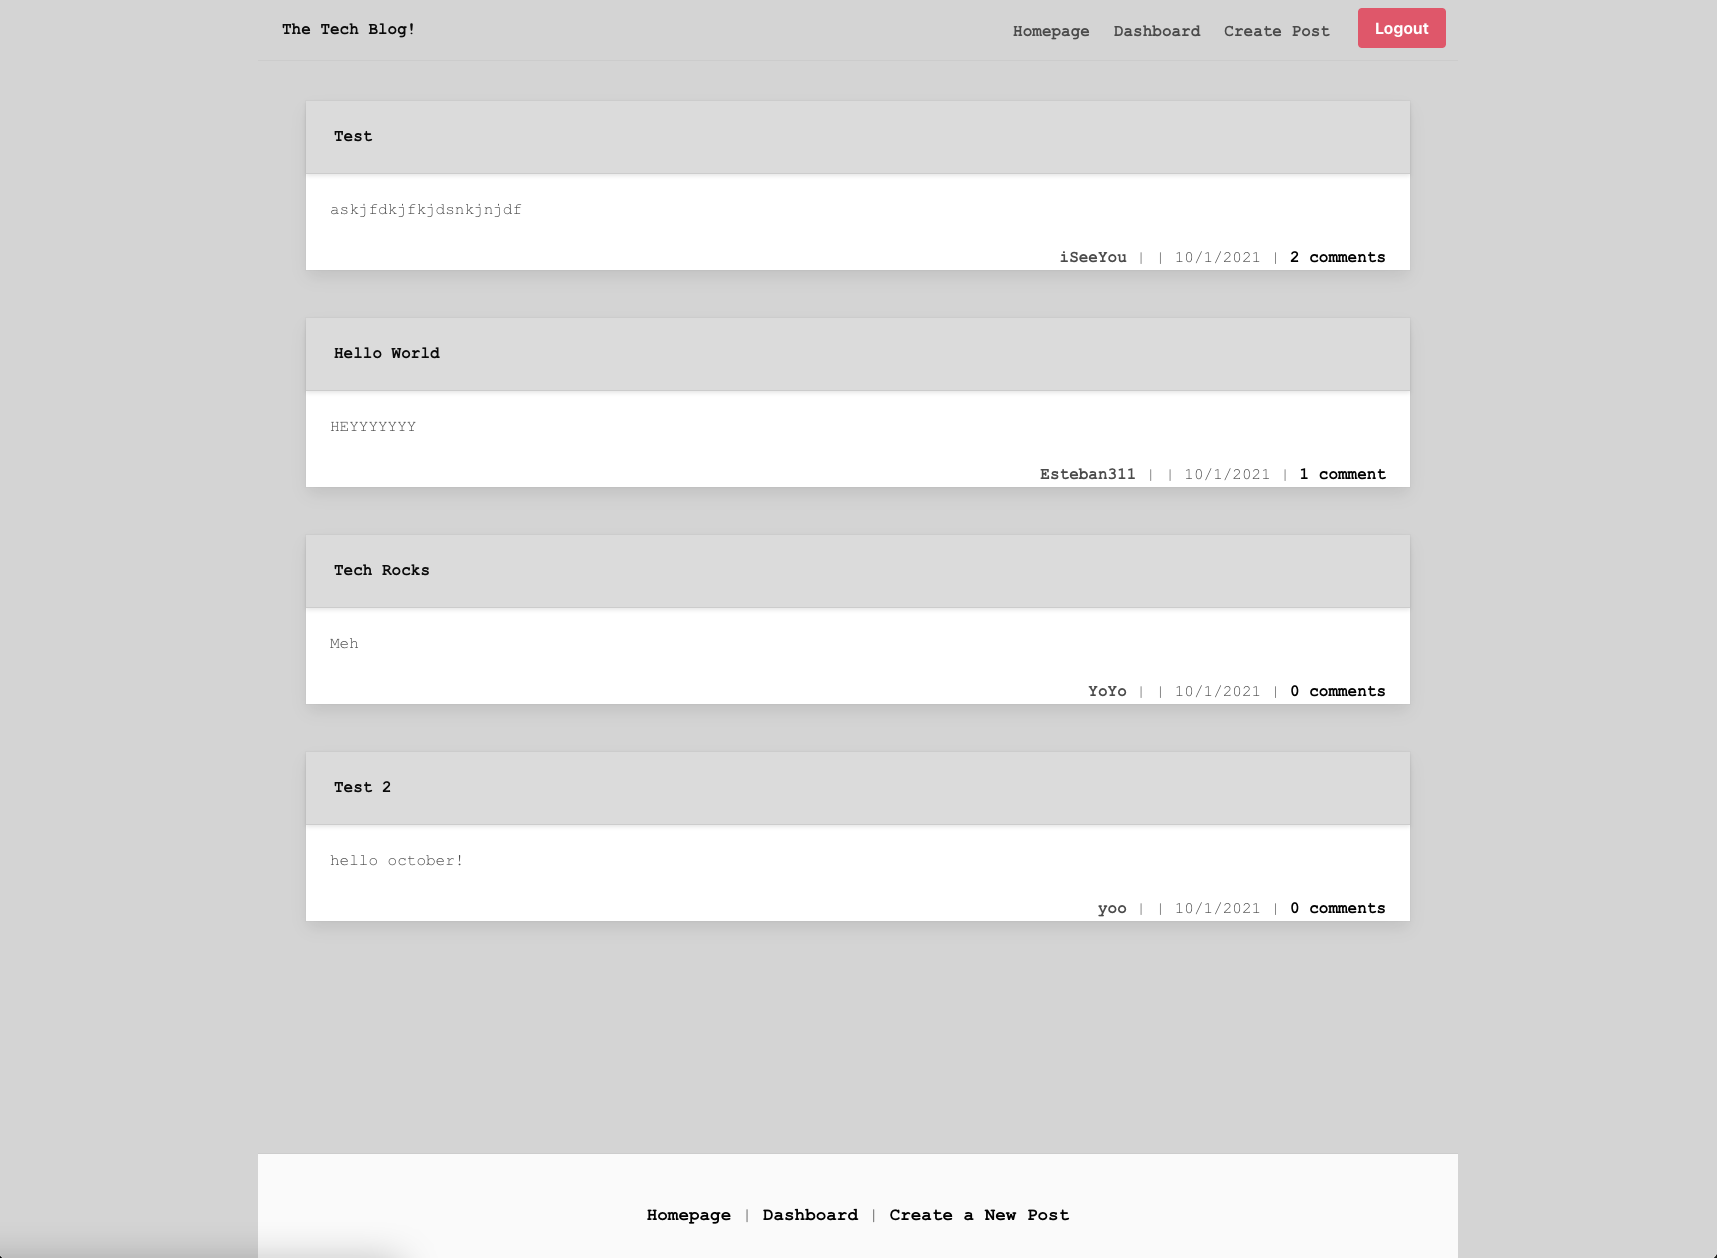 The Tech Blog! Homepage Dashboard Create Post Logout
Test
askjfdkjfkjdsnkjnjdf
iSeeYou | | 10/1/2021 | 2 comments
Hello World
HEYYYYYYY
Esteban311 | | 10/1/2021 | 1 comment
Tech Rocks
Meh
YoYo | | 10/1/2021 | 0 comments
Test 2
hello october!
yoo | | 10/1/2021 | 0 comments
Homepage | Dashboard | Create a New Post